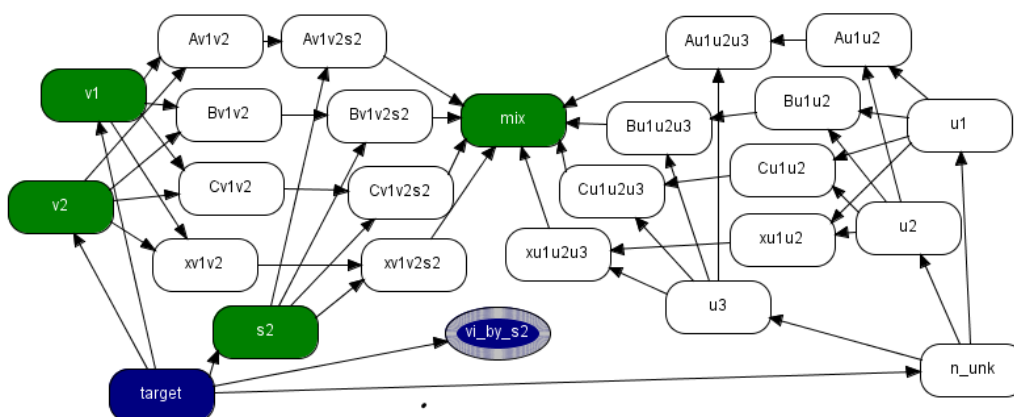 Av1v2
Av1v2s2
Au1u2u3
Au1u2
v1
Bv1v2
Bv1v2s2
mix
Bu1u2u3
Bu1u2
u1
v2
Cv1v2
Cv1v2s2
Cu1u2u3
Cu1u2
xv1v2
xv1v2s2
xu1u2u3
xu1u2
u2
s2
vi_by_s2
u3
target
n_unk